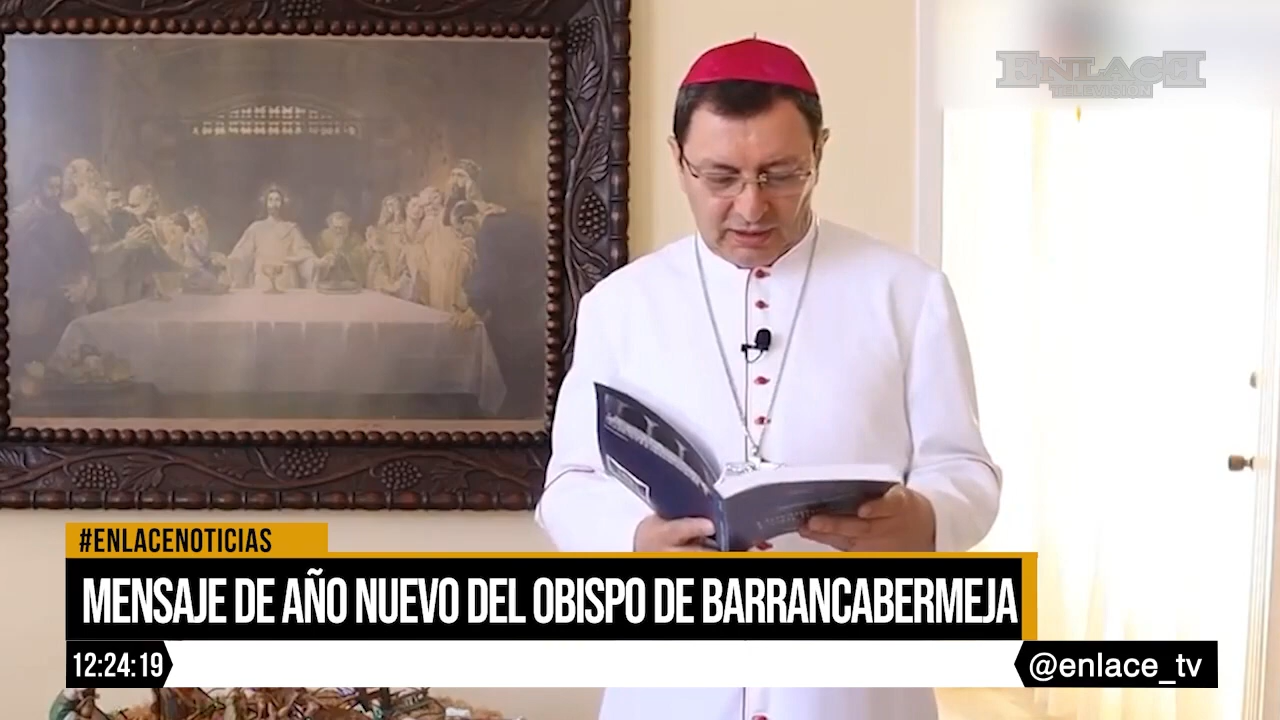 ENLACE
TELEVISIÓN
#ENLACENOTICIAS
MENSAJE DE AÑO NUEVO DEL OBISPO DE BARRANCABERMEJA
12:24:19
@enlace_tv